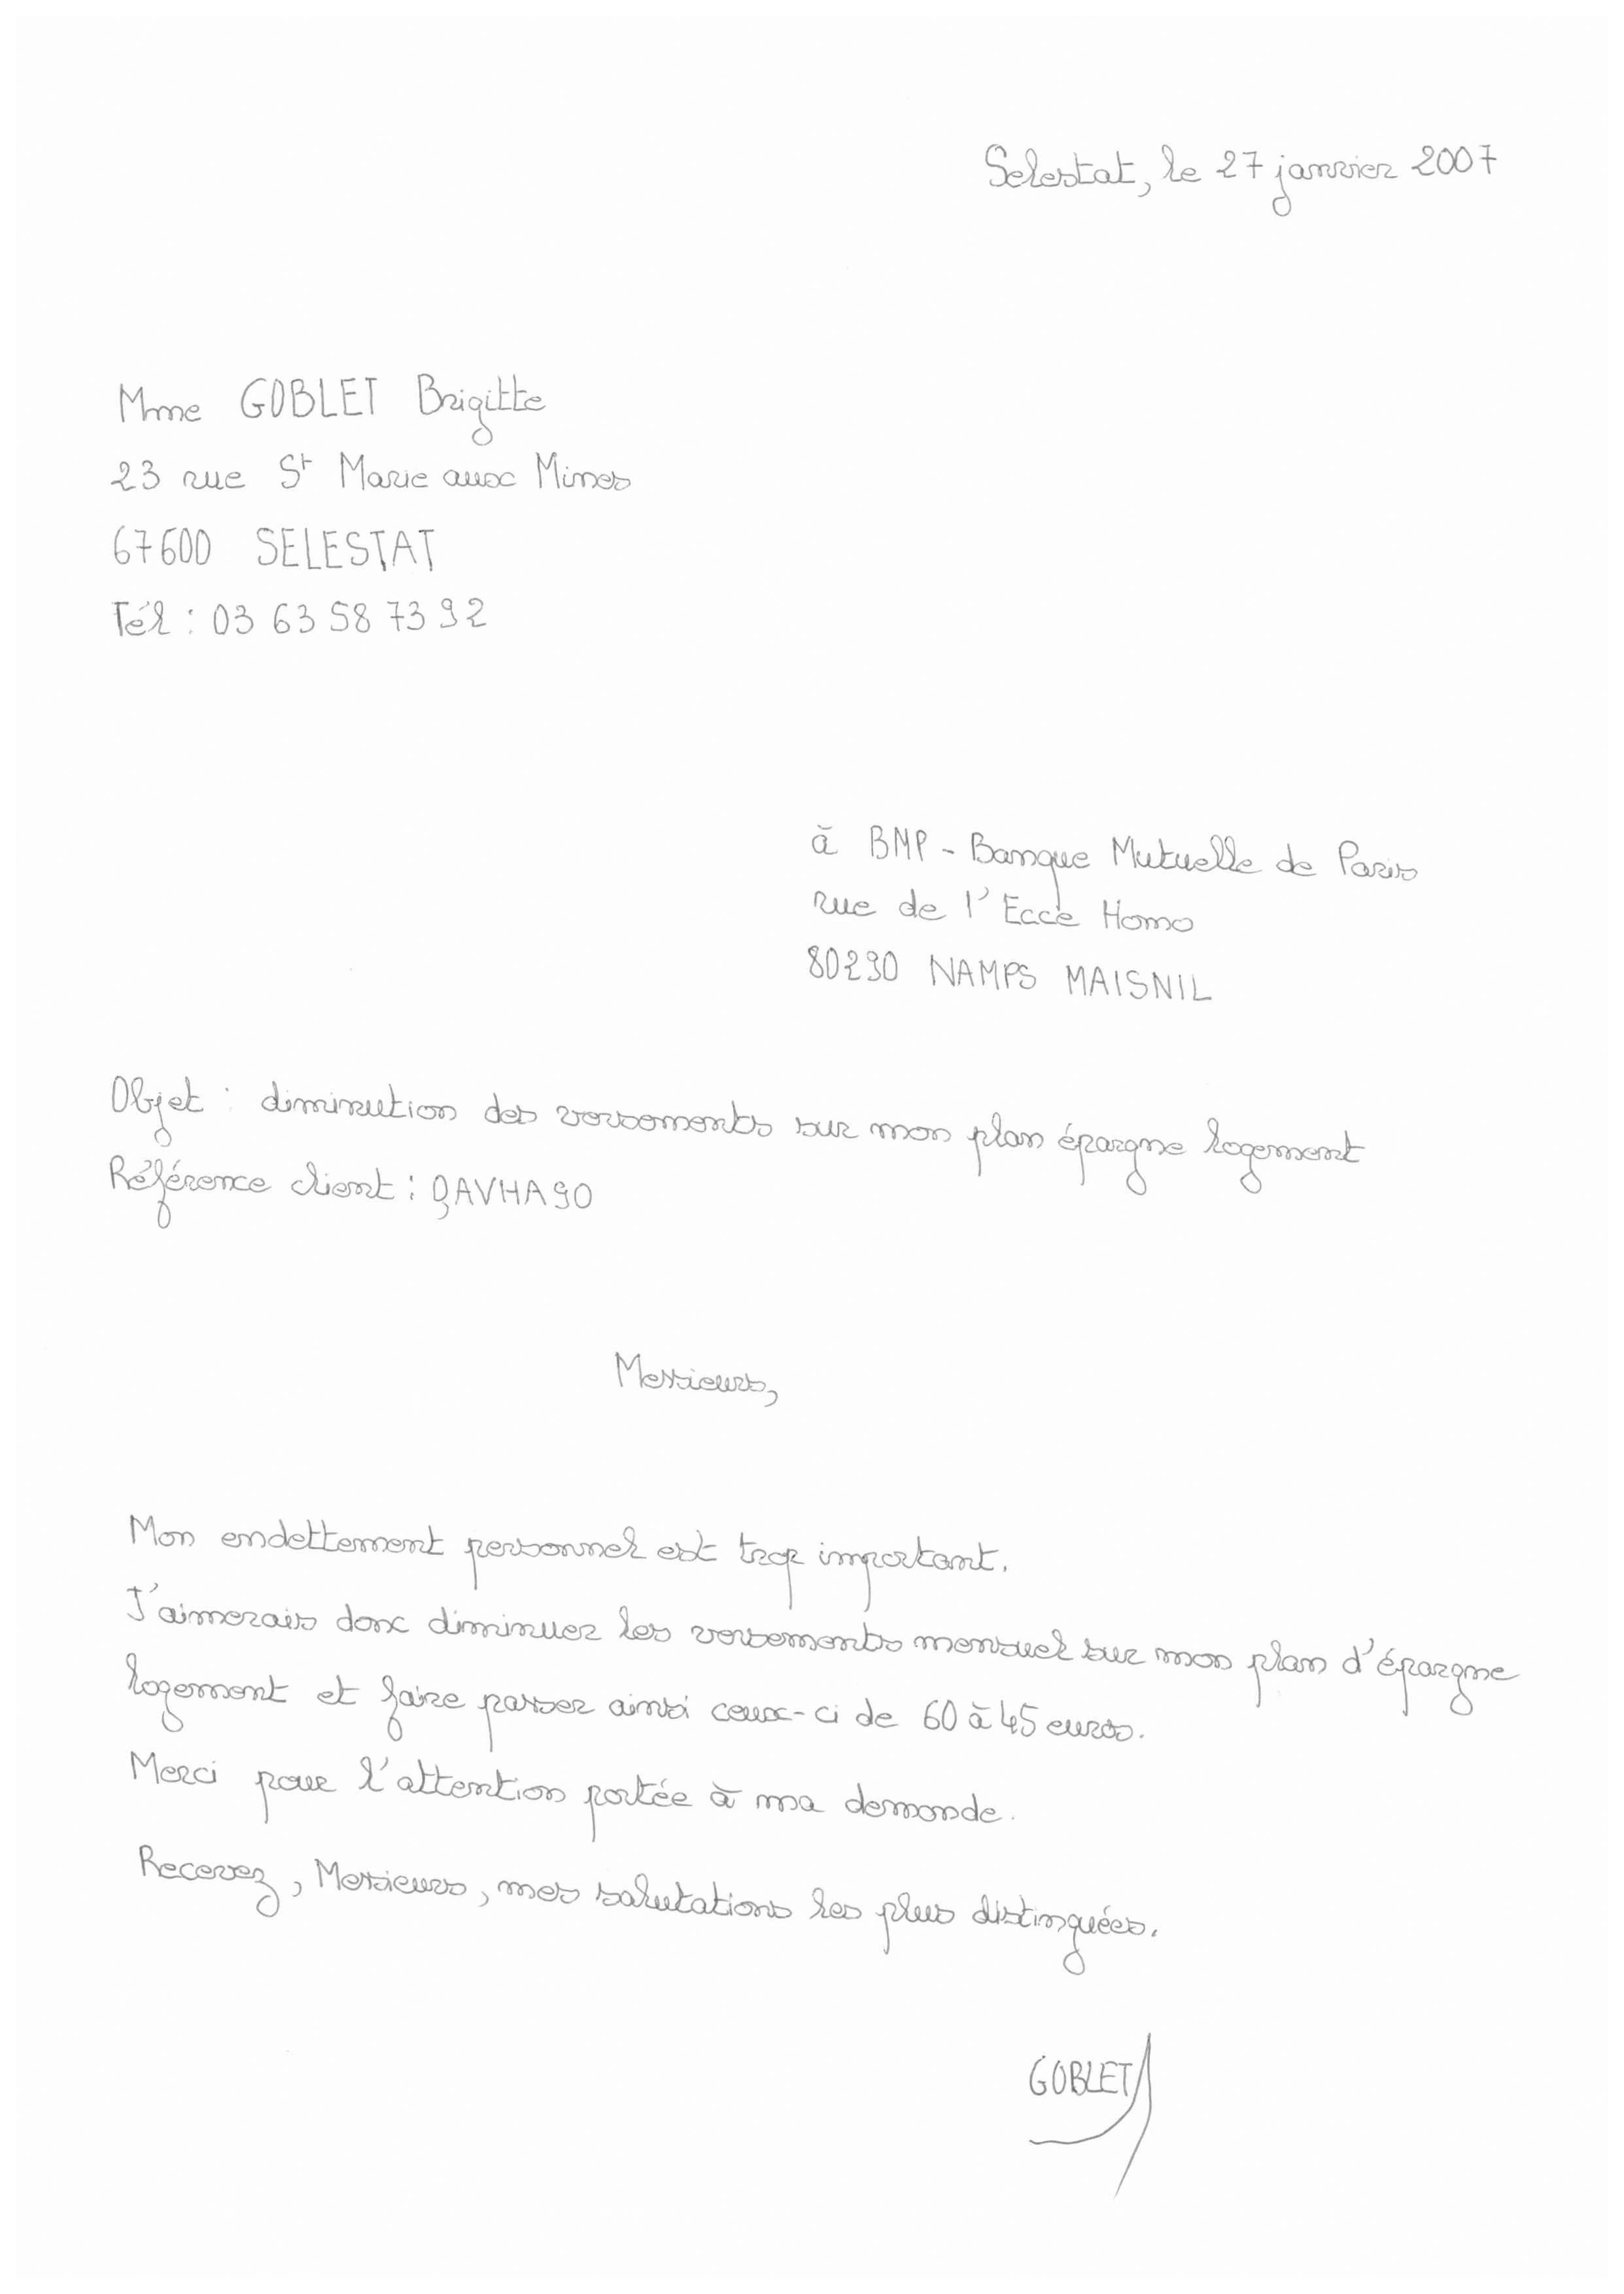 Selestat, le 27 janvier 2007
Mme GOBLET Brigitte
23 rue St Marie aux Mines
67600 SELESTAT
Tél : 03 63 58 73 92
à BMP - Banque Mutuelle de Paris
rue de l'Ecce Homo
80290 NAMPS MAISNIL
Objet : diminution des versements sur mon plan épargne logement
Référence client : QAVHA90
Messieurs,
Mon endettement personnel est trop important.
J'aimerais donc diminuer les versements mensuel sur mon plan d'épargne
logement et faire passer ainsi ceux-ci de 60 à 45 euros.
Merci pour l'attention portée à ma demande.
Recevez, Messieurs, mes salutations les plus distinguées.
GOBLET